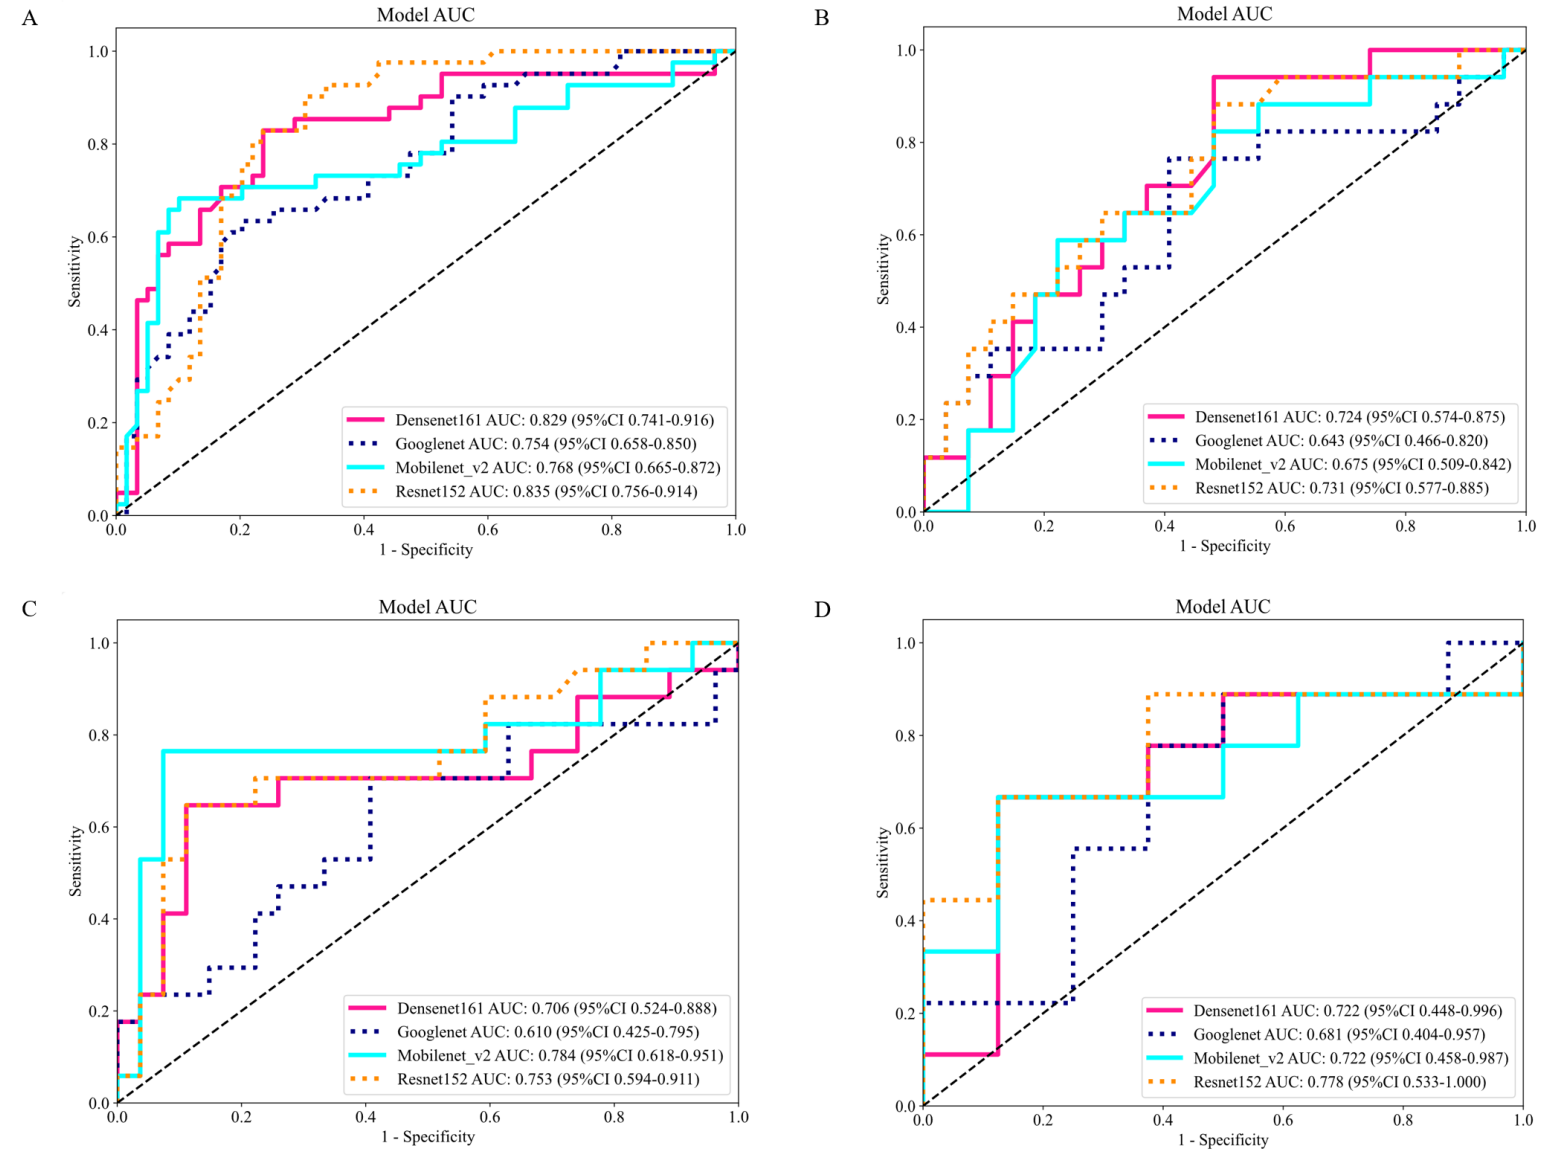 A
Model AUC
1.0
0.8
0.6
0.4
0.2
0.0
Sensitivity
0.0 0.2 0.4 0.6 0.8 1.0
1 - Specificity
Densenet161 AUC: 0.829 (95%CI 0.741-0.916)
Googlenet AUC: 0.754 (95%CI 0.658-0.850)
Mobilenet_v2 AUC: 0.768 (95%CI 0.665-0.872)
Resnet152 AUC: 0.835 (95%CI 0.756-0.914)
B
Model AUC
1.0
0.8
0.6
0.4
0.2
0.0
Sensitivity
0.0 0.2 0.4 0.6 0.8 1.0
1 - Specificity
Densenet161 AUC: 0.724 (95%CI 0.574-0.875)
Googlenet AUC: 0.643 (95%CI 0.466-0.820)
Mobilenet_v2 AUC: 0.675 (95%CI 0.509-0.842)
Resnet152 AUC: 0.731 (95%CI 0.577-0.885)
C
Model AUC
1.0
0.8
0.6
0.4
0.2
0.0
Sensitivity
0.0 0.2 0.4 0.6 0.8 1.0
1 - Specificity
Densenet161 AUC: 0.706 (95%CI 0.524-0.888)
Googlenet AUC: 0.610 (95%CI 0.425-0.795)
Mobilenet_v2 AUC: 0.784 (95%CI 0.618-0.951)
Resnet152 AUC: 0.753 (95%CI 0.594-0.911)
D
Model AUC
1.0
0.8
0.6
0.4
0.2
0.0
Sensitivity
0.0 0.2 0.4 0.6 0.8 1.0
1 - Specificity
Densenet161 AUC: 0.722 (95%CI 0.448-0.996)
Googlenet AUC: 0.681 (95%CI 0.404-0.957)
Mobilenet_v2 AUC: 0.722 (95%CI 0.458-0.987)
Resnet152 AUC: 0.778 (95%CI 0.533-1.000)